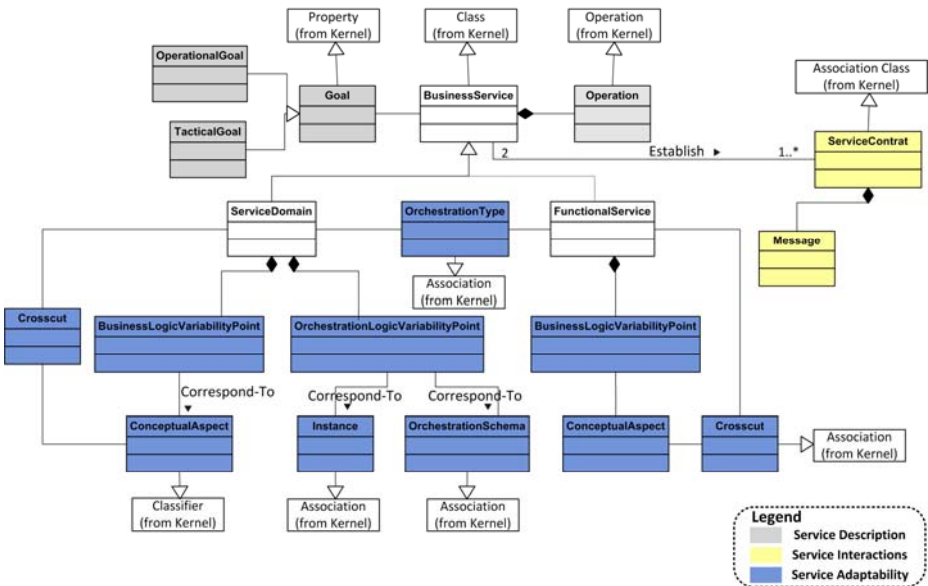 Property
(from Kernel)
Class
(from Kernel)
Operation
(from Kernel)
OperationalGoal
Goal
BusinessService
Operation
Association Class
(from Kernel)
TacticalGoal
2
Establish ►
1..*
ServiceContrat
ServiceDomain
OrchestrationType
FunctionalService
Message
Association
(from Kernel)
Crosscut
BusinessLogicVariabilityPoint
OrchestrationLogicVariabilityPoint
BusinessLogicVariabilityPoint
Correspond-To
Correspond-To
Correspond-To
ConceptualAspect
Instance
OrchestrationSchema
ConceptualAspect
Crosscut
Association
(from Kernel)
Classifier
(from Kernel)
Association
(from Kernel)
Association
(from Kernel)
Legend
Service Description
Service Interactions
Service Adaptability